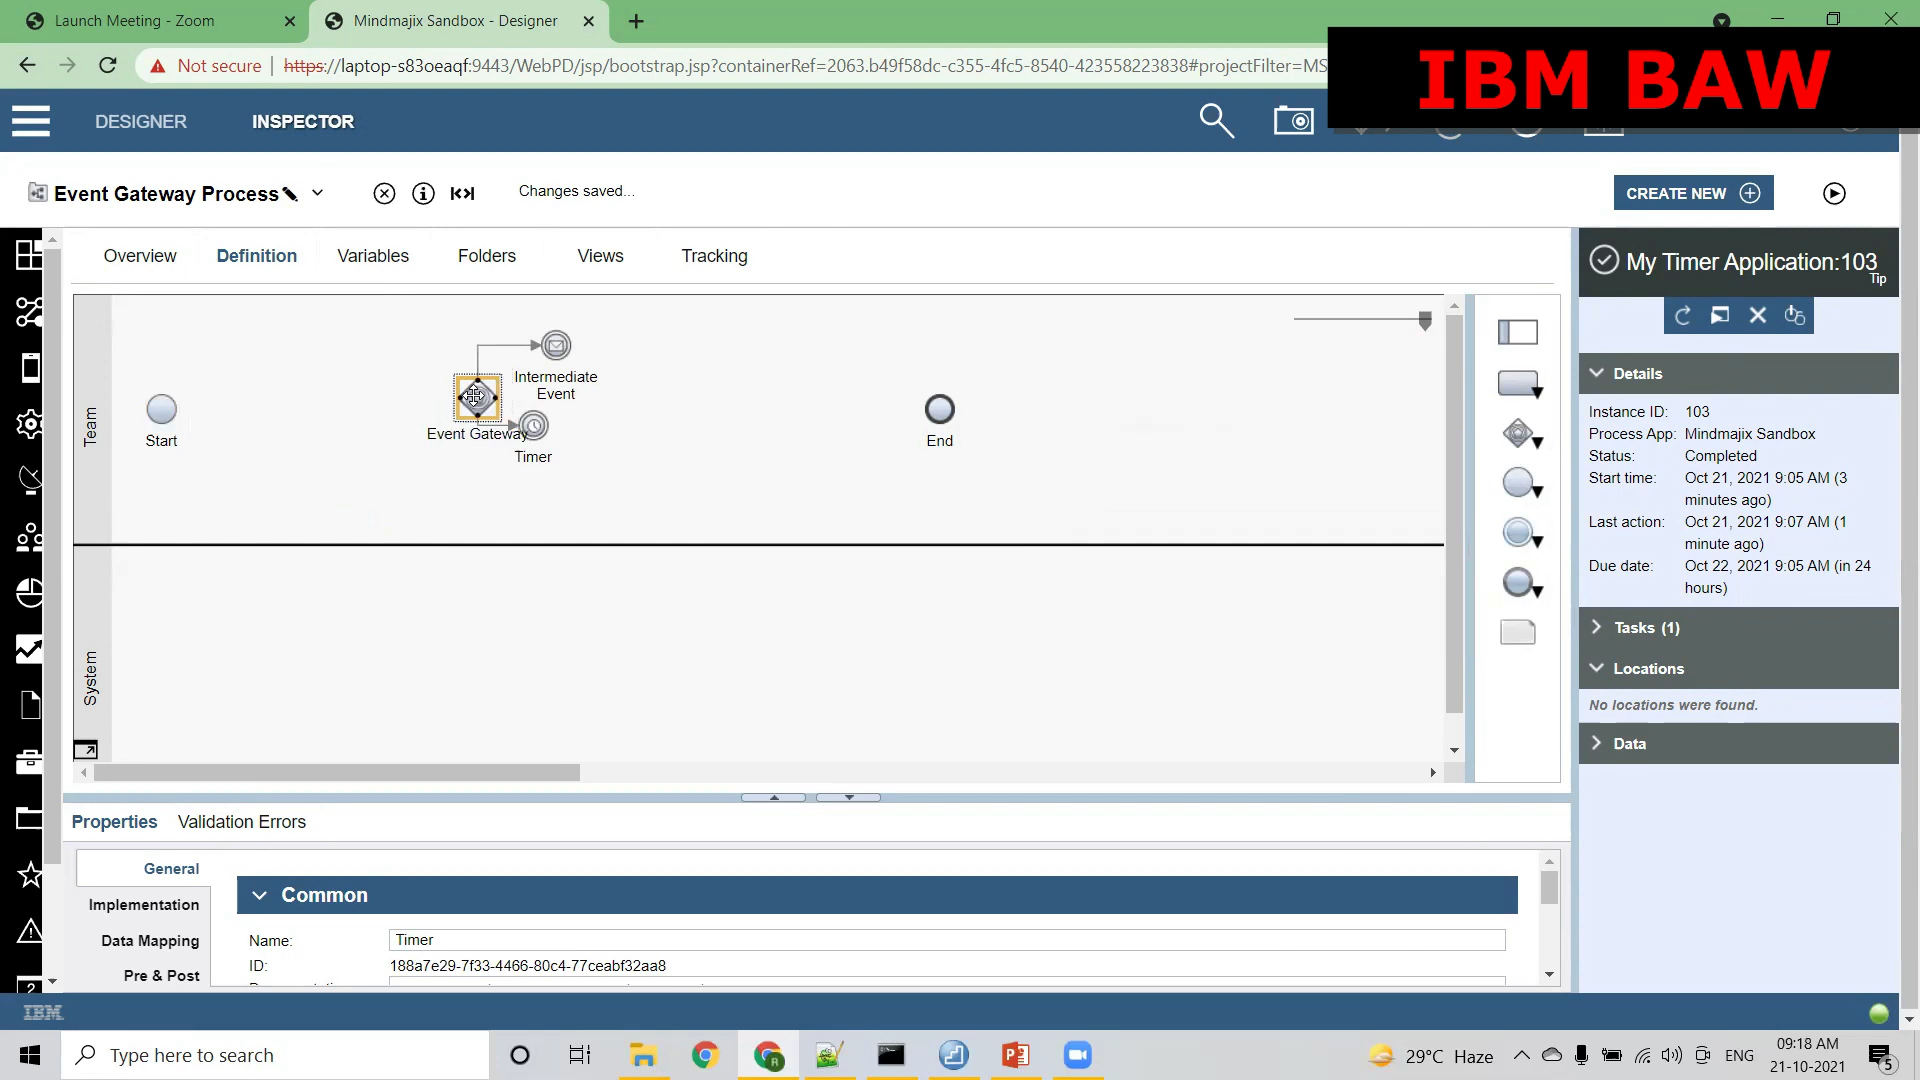 Launch Meeting - Zoom
Mindmajix Sandbox - Designer
Not secure
https://laptop-s83oeaqf:9443/WebPD/jsp/bootstrap.jsp?containerRef=2063.b49f58dc-c355-4fc5-8540-423558223838#projectFilter=MS
IBM BAW
DESIGNER
INSPECTOR
Event Gateway Process
Changes saved...
CREATE NEW
Overview
Definition
Variables
Folders
Views
Tracking
My Timer Application:103
Tip
Team
Start
Intermediate
Event
Event Gateway
Timer
End
System
Details
Instance ID: 103
Process App: Mindmajix Sandbox
Status: Completed
Start time: Oct 21, 2021 9:05 AM (3
minutes ago)
Last action: Oct 21, 2021 9:07 AM (1
minute ago)
Due date: Oct 22, 2021 9:05 AM (in 24
hours)
Tasks (1)
Locations
No locations were found.
Data
Properties
Validation Errors
General
Implementation
Data Mapping
Pre & Post
Common
Name: Timer
ID: 188a7e29-7f33-4466-80c4-77ceabf32aa8
IBM
Type here to search
29°C Haze
ENG
09:18 AM
21-10-2021
5